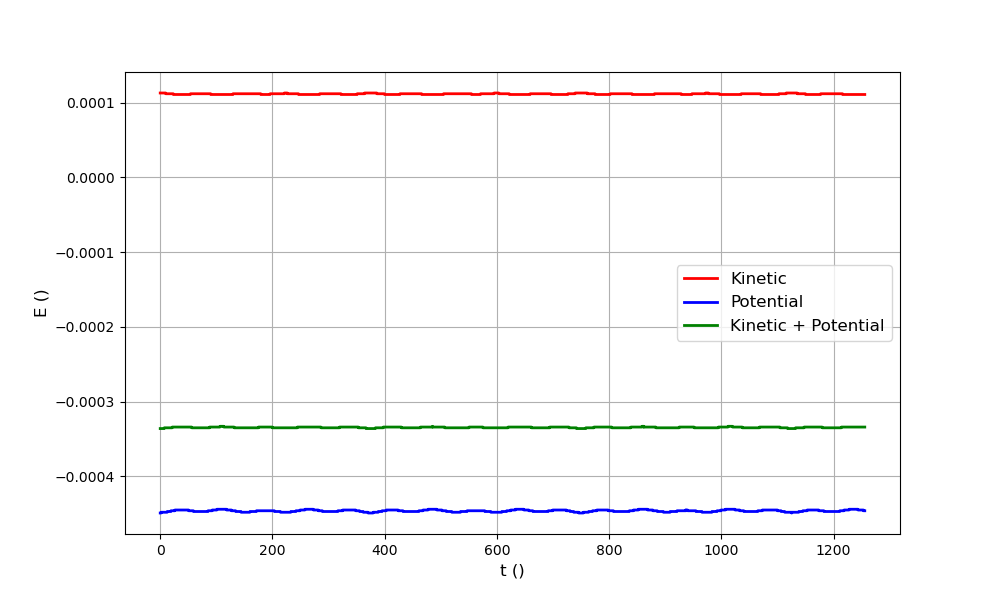 0.0001
0.0000
−0.0001
−0.0002
−0.0003
−0.0004
E ()
Kinetic
Potential
Kinetic + Potential
0 200 400 600 800 1000 1200
t ()